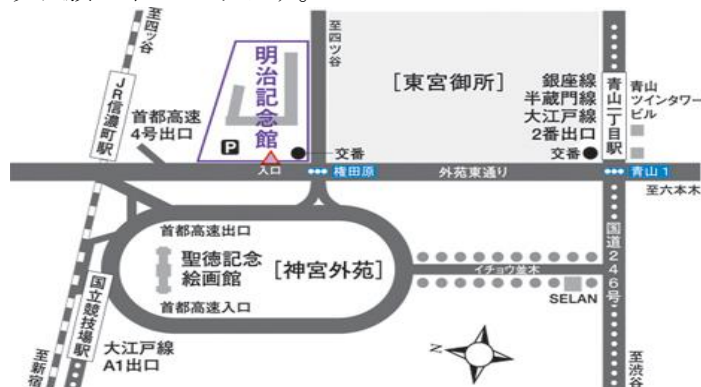 至四ツ谷
JR信濃町駅
首都高速
4号出口
明治記念館
P
入口
交番
至四ツ谷
権田原
[東宮御所]
銀座線
半蔵門線
大江戸線
2番出口
交番
青山一丁目駅
青山
ツインタワー
ビル
外苑東通り
青山1
至六本木
首都高速出口
聖徳記念
絵画館
[神宮外苑]
首都高速入口
イチョウ並木
SELAN
国道246号
国立競技場駅
大江戸線
A1出口
至新宿
N
至渋谷